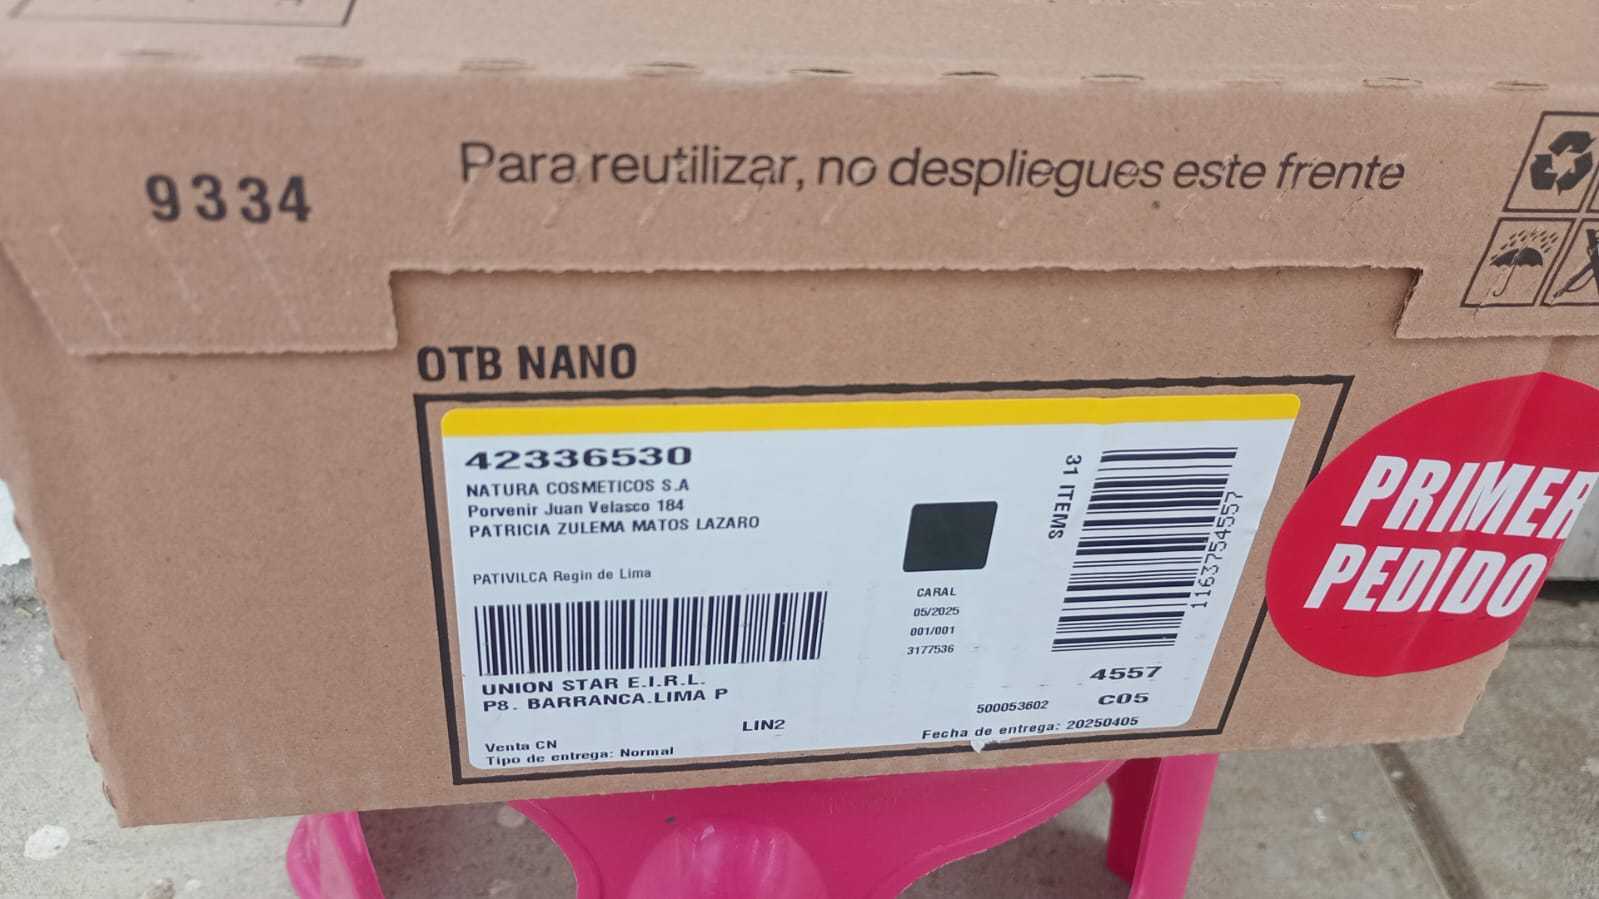 9334
Para reutilizar, no despliegues este frente
OTB NANO
42336530
NATURA COSMETICOS S.A
Porvenir Juan Velasco 184
PATRICIA ZULEMA MATOS LAZARO
PATIVILCA Regin de Lima
UNION STAR E.I.R.L.
P8. BARRANCA.LIMA P
LIN2
Venta CN
Tipo de entrega: Normal
CARAL
05/2025
001/001
3177536
31 ITEMS
1163754557
4557
500053602
C05
Fecha de entrega: 20250405
PRIMER
PEDIDO